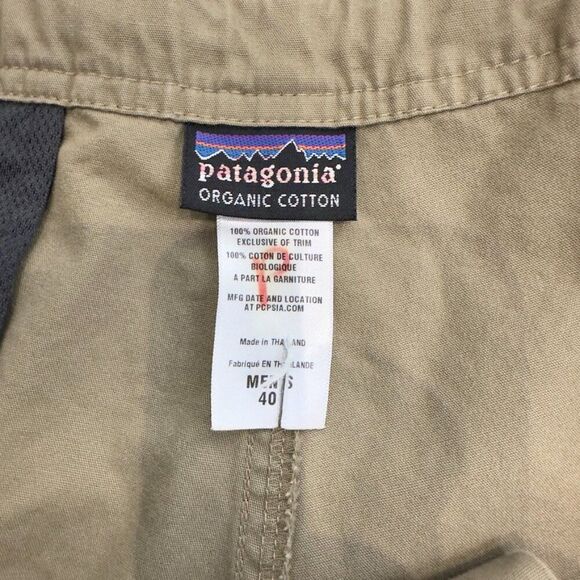 patagonia
ORGANIC COTTON
100% ORGANIC COTTON
EXCLUSIVE OF TRIM
100% COTON DE CULTURE
BIOLOGIQUE
A PART LA GARNITURE
MFG DATE AND LOCATION
AT PCPSIA.COM
Made in THAILAND
Fabriqué EN THAILANDE
MEN'S
40
P